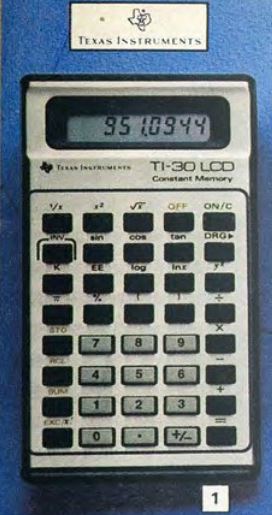 TEXAS INSTRUMENTS
951.0944
TEXAS INSTRUMENTS TI-30 LCD
Constant Memory
1/x x² √x OFF ON/C
INV sin cos tan DRG▶
K EE log lnx yˣ
π % ( ) ÷
STO 7 8 9 ×
RCL 4 5 6 −
SUM 1 2 3 +
EXC 0 . +/− =
1